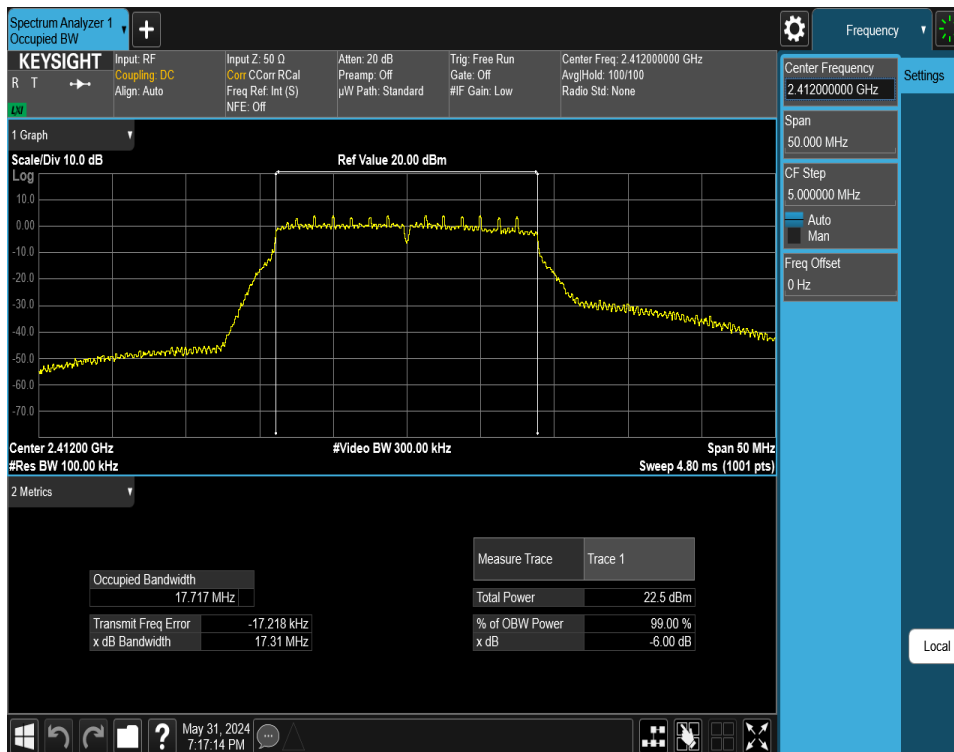 Spectrum Analyzer 1
Occupied BW
+
Frequency
KEYSIGHT
R T
LXI
Input: RF
Coupling: DC
Align: Auto
Input Z: 50 Ω
Corr CCorr RCal
Freq Ref: Int (S)
NFE: Off
Atten: 20 dB
Preamp: Off
µW Path: Standard
Trig: Free Run
Gate: Off
#IF Gain: Low
Center Freq: 2.412000000 GHz
Avg|Hold: 100/100
Radio Std: None
Center Frequency
2.412000000 GHz
Settings
Span
50.000 MHz
CF Step
5.000000 MHz
Auto
Man
Freq Offset
0 Hz
Local
1 Graph
Scale/Div 10.0 dB
Ref Value 20.00 dBm
Log
10.0
0.00
-10.0
-20.0
-30.0
-40.0
-50.0
-60.0
-70.0
Center 2.41200 GHz
#Video BW 300.00 kHz
Span 50 MHz
#Res BW 100.00 kHz
Sweep 4.80 ms (1001 pts)
2 Metrics
Occupied Bandwidth
17.717 MHz
Transmit Freq Error -17.218 kHz
x dB Bandwidth 17.31 MHz
Measure Trace Trace 1
Total Power 22.5 dBm
% of OBW Power 99.00 %
x dB -6.00 dB
?
May 31, 2024
7:17:14 PM